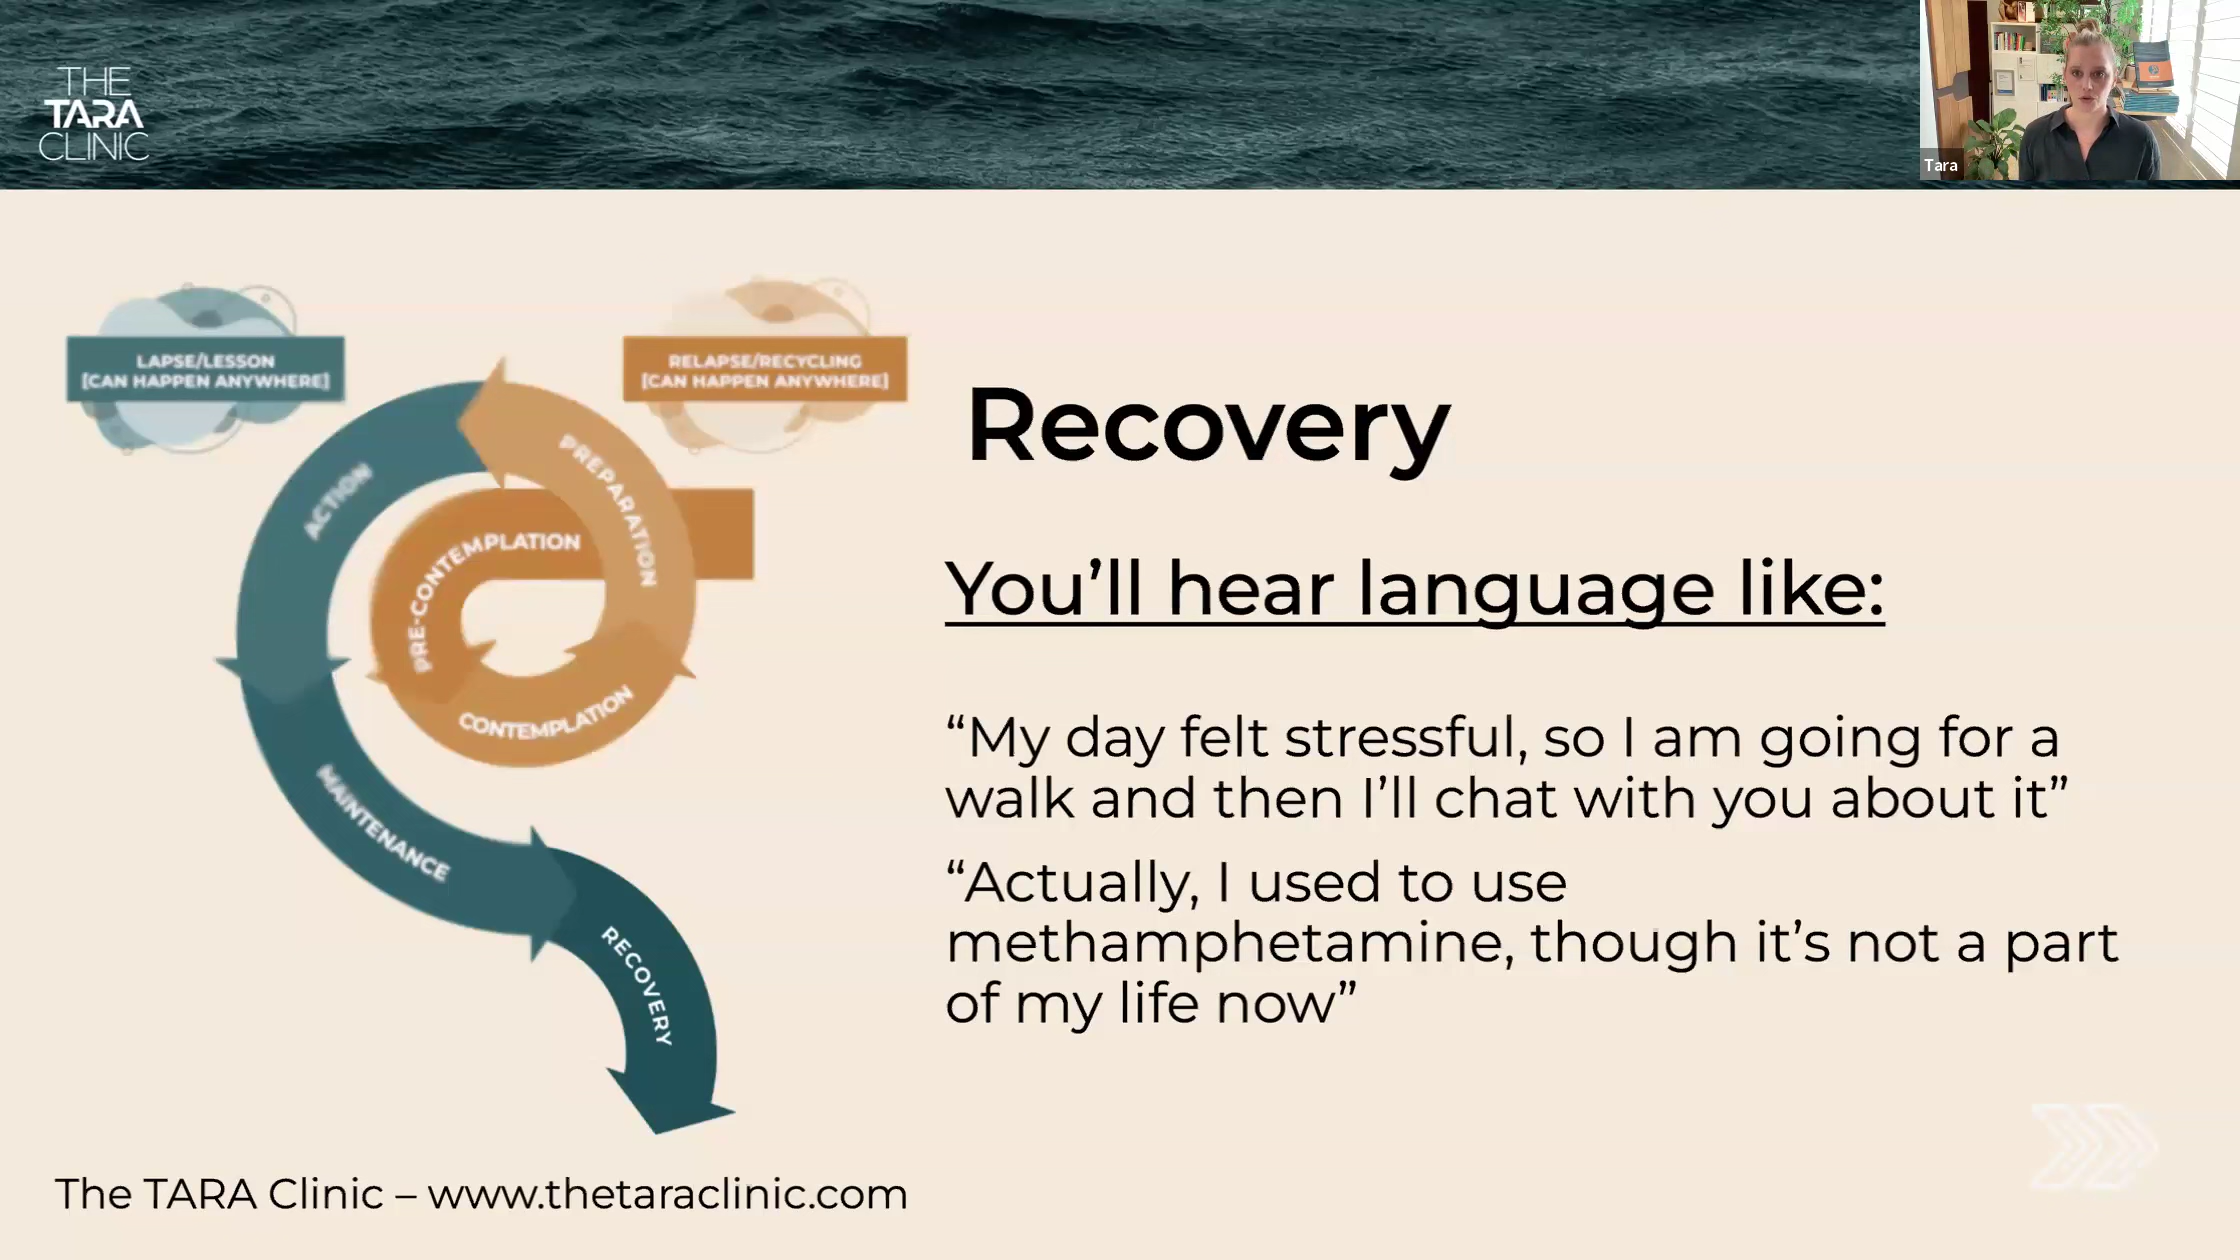 THE
TARA
CLINIC
Tara
LAPSE/LESSON
[CAN HAPPEN ANYWHERE]
RELAPSE/RECYCLING
[CAN HAPPEN ANYWHERE]
PRE-CONTEMPLATION
CONTEMPLATION
PREPARATION
ACTION
MAINTENANCE
RECOVERY
Recovery
You’ll hear language like:
“My day felt stressful, so I am going for a
walk and then I’ll chat with you about it”
“Actually, I used to use
methamphetamine, though it’s not a part
of my life now”
The TARA Clinic – www.thetaraclinic.com